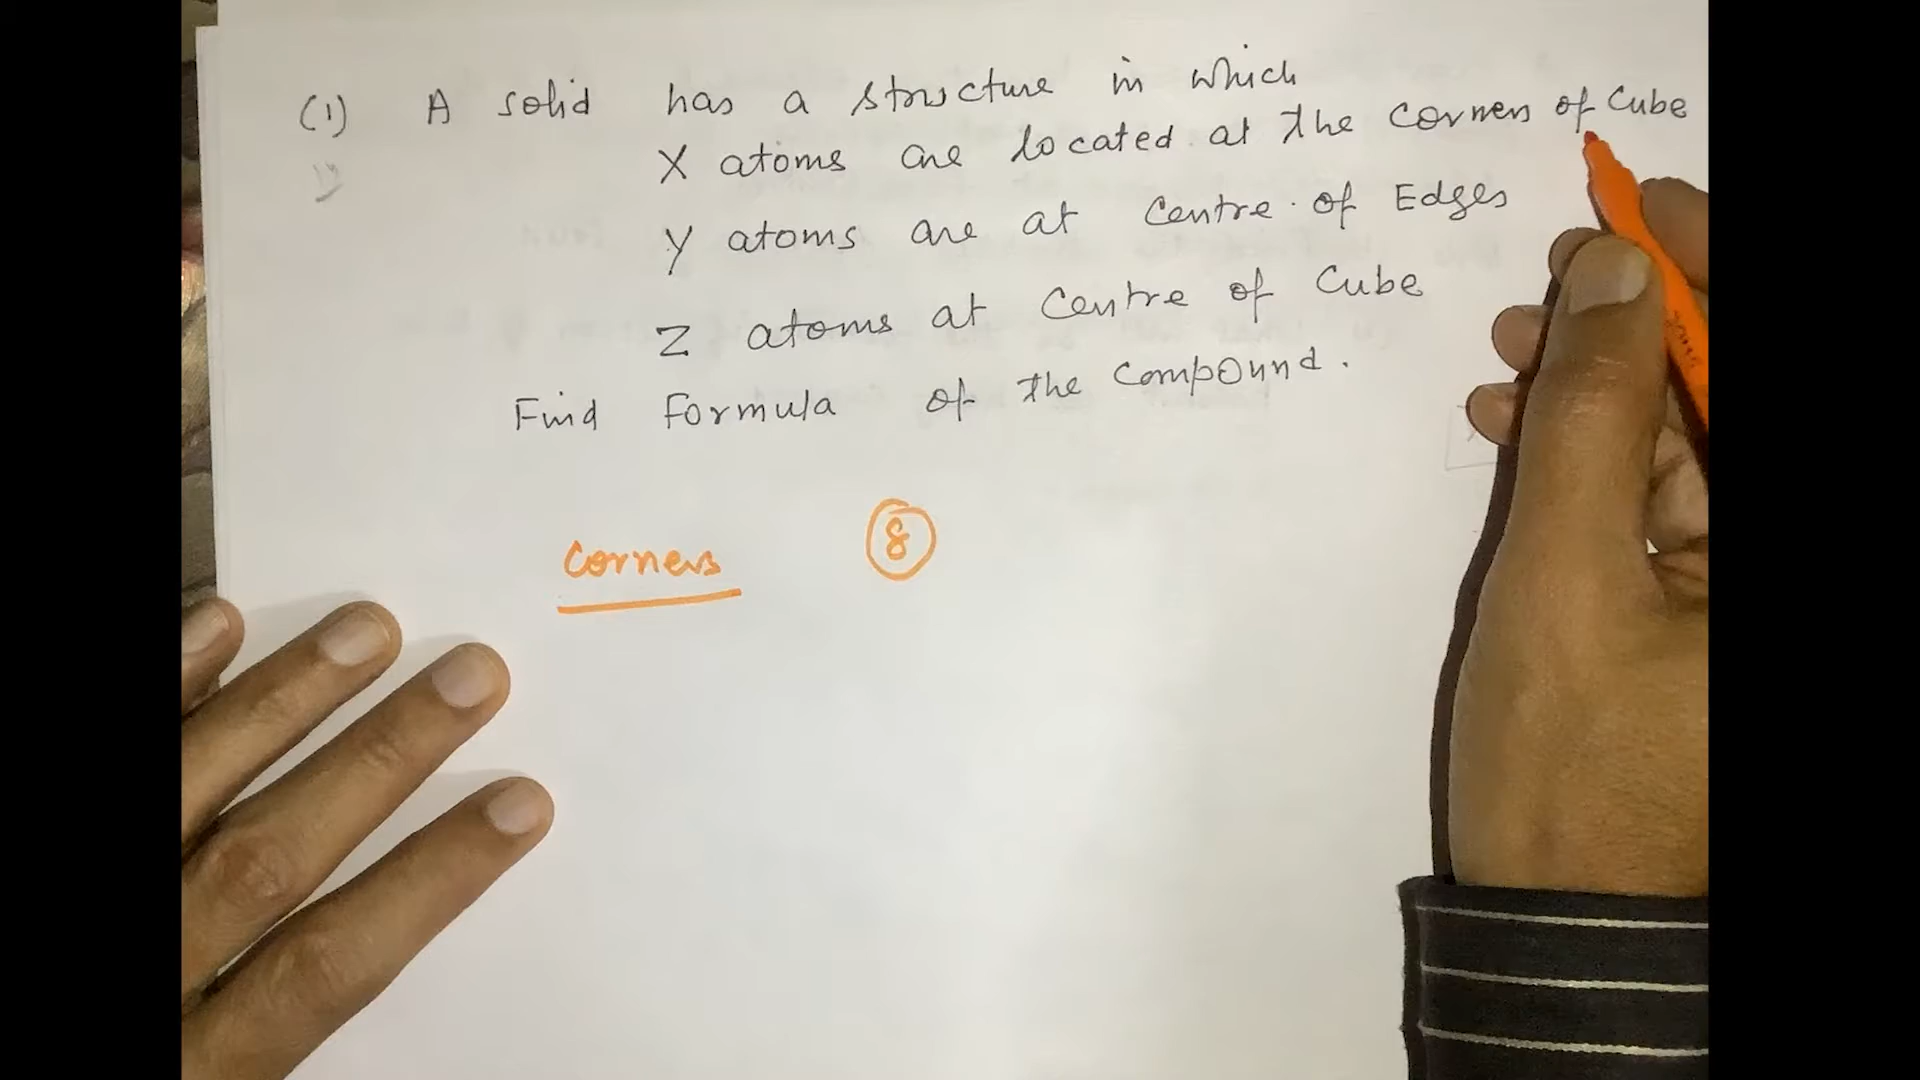 (1) A solid has a structure in which
X atoms are located at the corners of Cube
Y atoms are at Centre of Edges
Z atoms at Centre of Cube
Find Formula of the Compound.
Corners 8